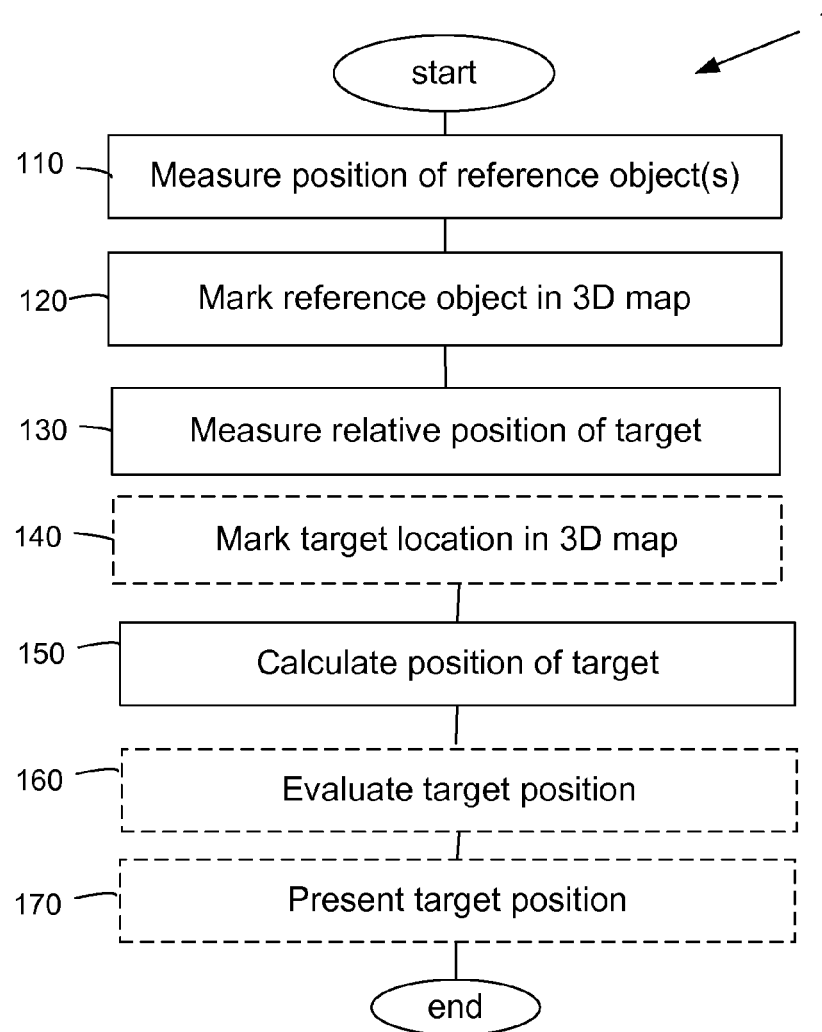 start
110
Measure position of reference object(s)
120
Mark reference object in 3D map
130
Measure relative position of target
140
Mark target location in 3D map
150
Calculate position of target
160
Evaluate target position
170
Present target position
end